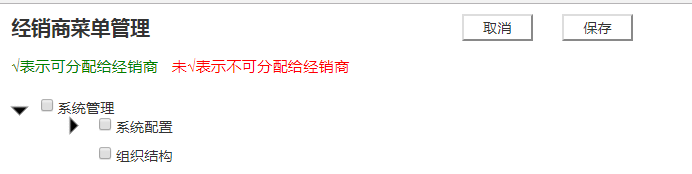 经销商菜单管理 取消 保存
√表示可分配给经销商 未√表示不可分配给经销商
系统管理
系统配置
组织结构